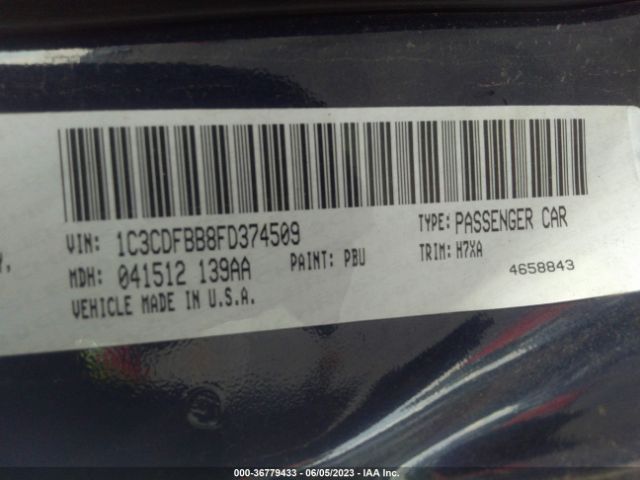 VIN: 1C3CDFBB8FD374509
TYPE: PASSENGER CAR
MDH: 041512 139AA
PAINT: PBU
TRIM: H7XA
VEHICLE MADE IN U.S.A.
4658843
000-36779433 - 06/05/2023 - IAA Inc.